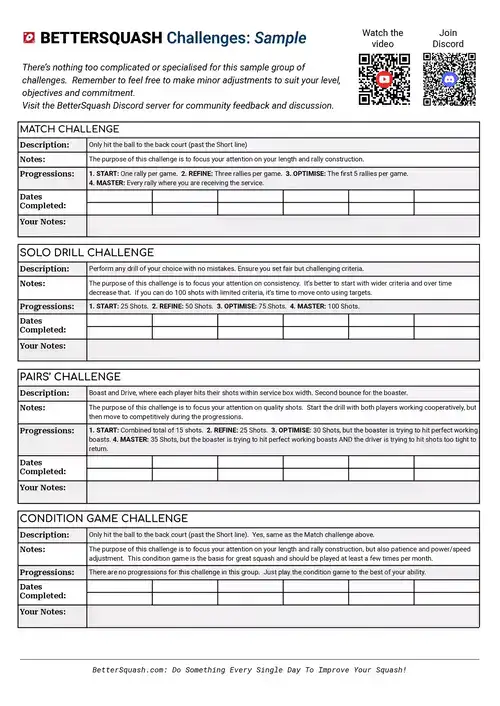 BETTERSQUASH Challenges: Sample
Watch the
video
Join
Discord
There's nothing too complicated or specialised for this sample group of
challenges. Remember to feel free to make minor adjustments to suit your level,
objectives and commitment.
Visit the BetterSquash Discord server for community feedback and discussion.
MATCH CHALLENGE
Description: Only hit the ball to the back court (past the Short line)
Notes: The purpose of this challenge is to focus your attention on your length and rally construction.
Progressions: 1. START: One rally per game. 2. REFINE: Three rallies per game. 3. OPTIMISE: The first 5 rallies per game.
4. MASTER: Every rally where you are receiving the service.
Dates
Completed:
Your Notes:
SOLO DRILL CHALLENGE
Description: Perform any drill of your choice with no mistakes. Ensure you set fair but challenging criteria.
Notes: The purpose of this challenge is to focus your attention on consistency. It's better to start with wider criteria and over time
decrease that. If you can do 100 shots with limited criteria, it's time to move onto using targets.
Progressions: 1. START: 25 Shots. 2. REFINE: 50 Shots. 3. OPTIMISE: 75 Shots. 4. MASTER: 100 Shots.
Dates
Completed:
Your Notes:
PAIRS' CHALLENGE
Description: Boast and Drive, where each player hits their shots within service box width. Second bounce for the boaster.
Notes: The purpose of this challenge is to focus your attention on quality shots. Start the drill with both players working cooperatively, but
then move to competitively during the progressions.
Progressions: 1. START: Combined total of 15 shots. 2. REFINE: 25 Shots. 3. OPTIMISE: 30 Shots, but the boaster is trying to hit perfect working
boasts. 4. MASTER: 35 Shots, but the boaster is trying to hit perfect working boasts AND the driver is trying to hit shots too tight to
return.
Dates
Completed:
Your Notes:
CONDITION GAME CHALLENGE
Description: Only hit the ball to the back court (past the Short line). Yes, same as the Match challenge above.
Notes: The purpose of this challenge is to focus your attention on your length and rally construction, but also patience and power/speed
adjustment. This condition game is the basis for great squash and should be played at least a few times per month.
Progressions: There are no progressions for this challenge in this group. Just play the condition game to the best of your ability.
Dates
Completed:
Your Notes:
BetterSquash.com: Do Something Every Single Day To Improve Your Squash!